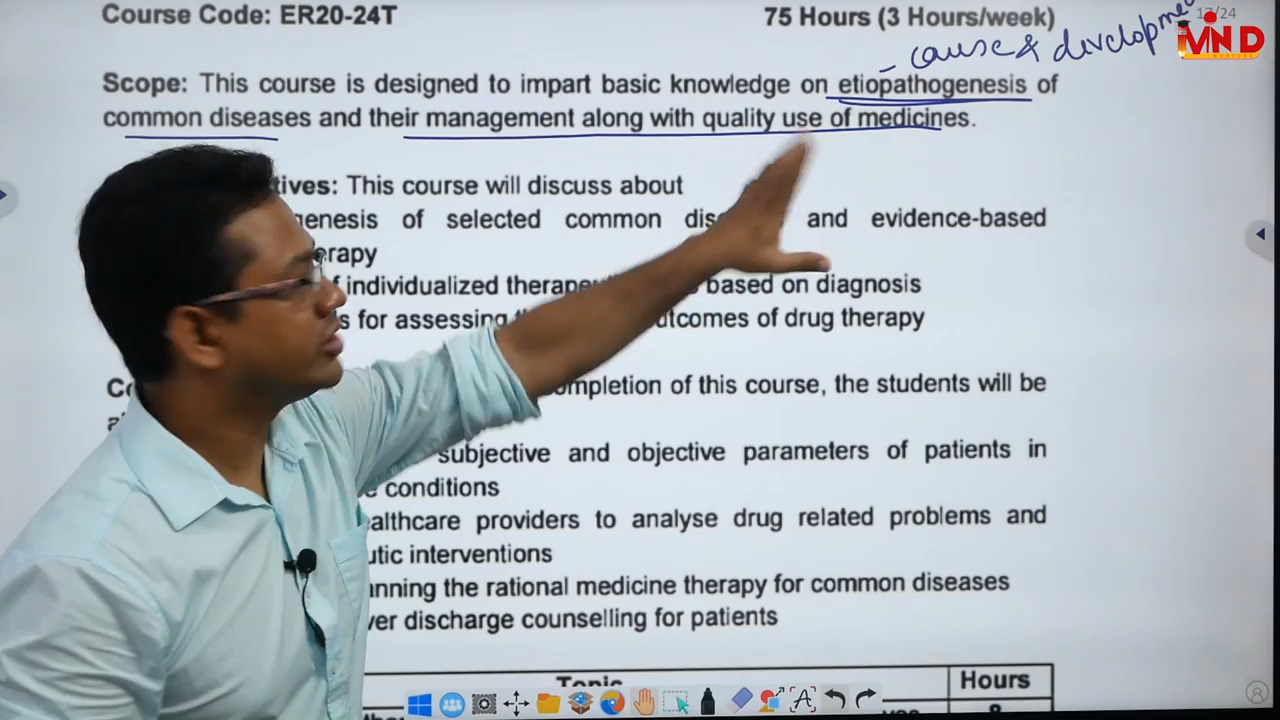 Course Code: ER20-24T 75 Hours (3 Hours/week)
17/24
MIND
- cause & developme
Scope: This course is designed to impart basic knowledge on etiopathogenesis of
common diseases and their management along with quality use of medicines.
tives: This course will discuss about
genesis of selected common dis and evidence-based
erapy
f individualized therape based on diagnosis
s for assessing t utcomes of drug therapy
Co ompletion of this course, the students will be
subjective and objective parameters of patients in
e conditions
ealthcare providers to analyse drug related problems and
utic interventions
anning the rational medicine therapy for common diseases
ver discharge counselling for patients
Topic Hours